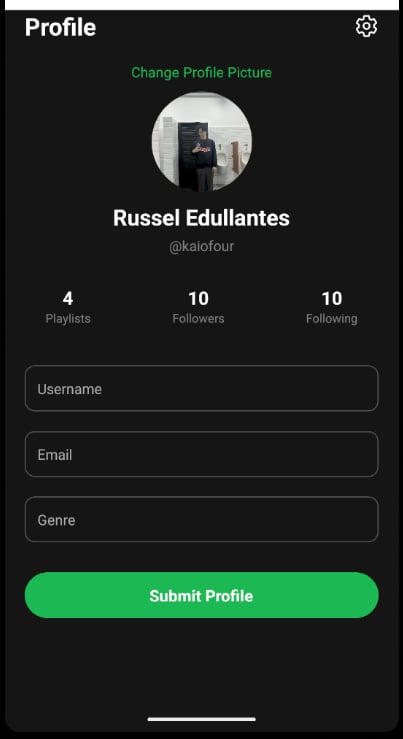 Profile
Change Profile Picture
Russel Edullantes
@kaiofour
4 10 10
Playlists Followers Following
Username
Email
Genre
Submit Profile